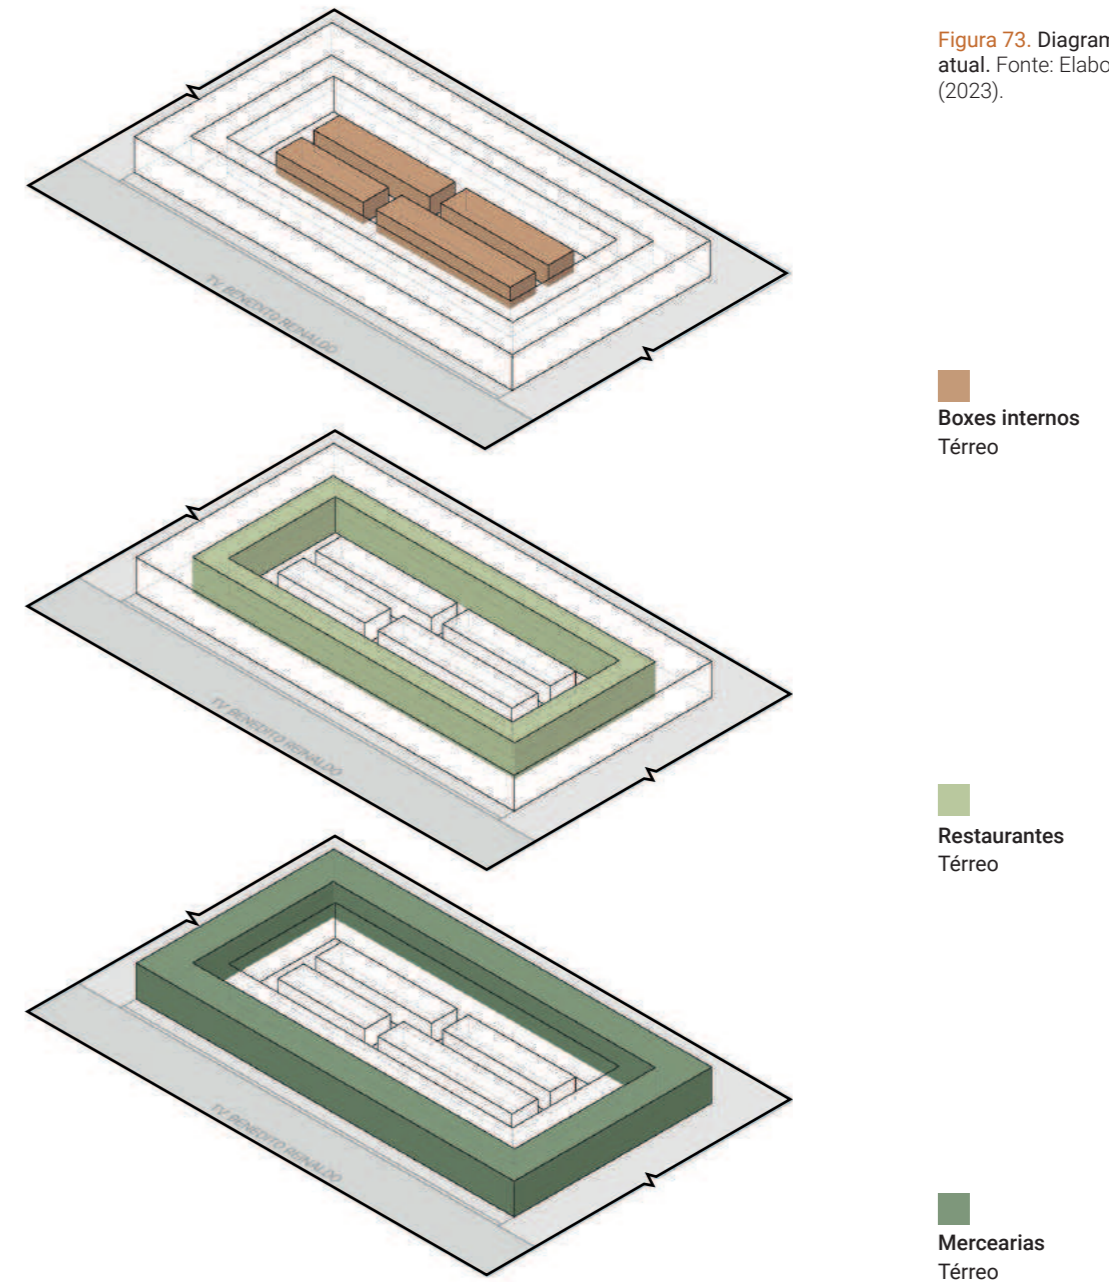 Figura 73. Diagram
atual. Fonte: Elabo
(2023).
TV. BENEDITO REINALDO
Boxes internos
Térreo
TV. BENEDITO REINALDO
Restaurantes
Térreo
TV. BENEDITO REINALDO
Mercearias
Térreo